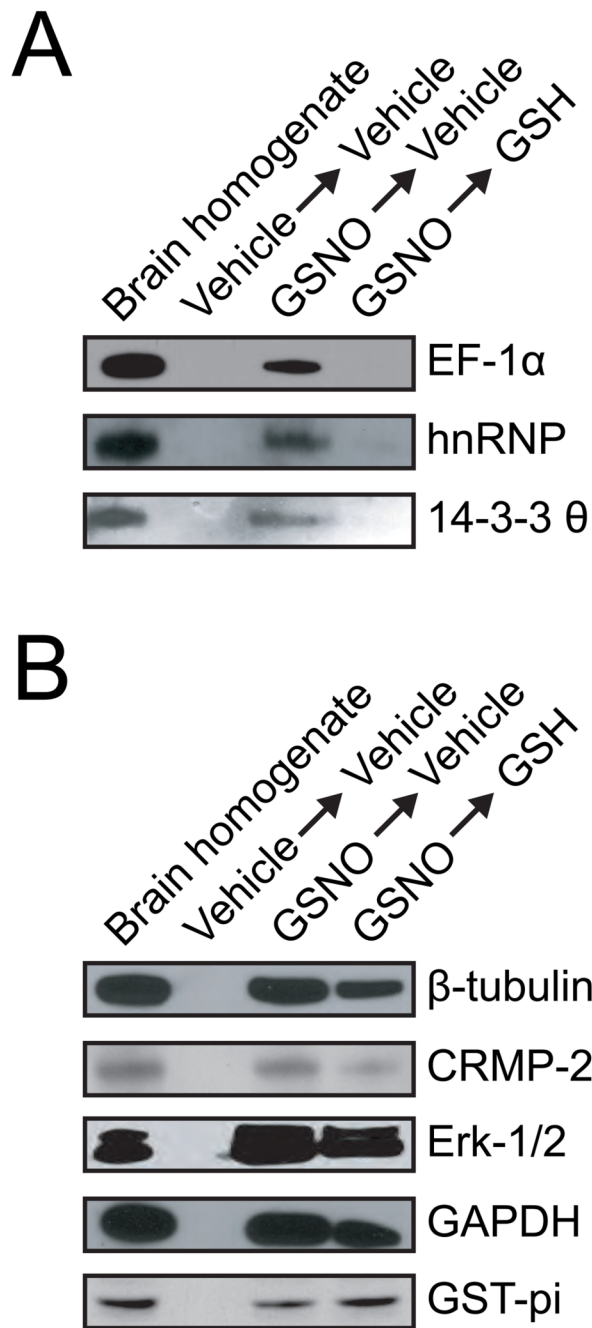 A
Brain homogenate
Vehicle → Vehicle
GSNO → Vehicle
GSNO → GSH
EF-1α
hnRNP
14-3-3 θ
B
Brain homogenate
Vehicle → Vehicle
GSNO → Vehicle
GSNO → GSH
β-tubulin
CRMP-2
Erk-1/2
GAPDH
GST-pi